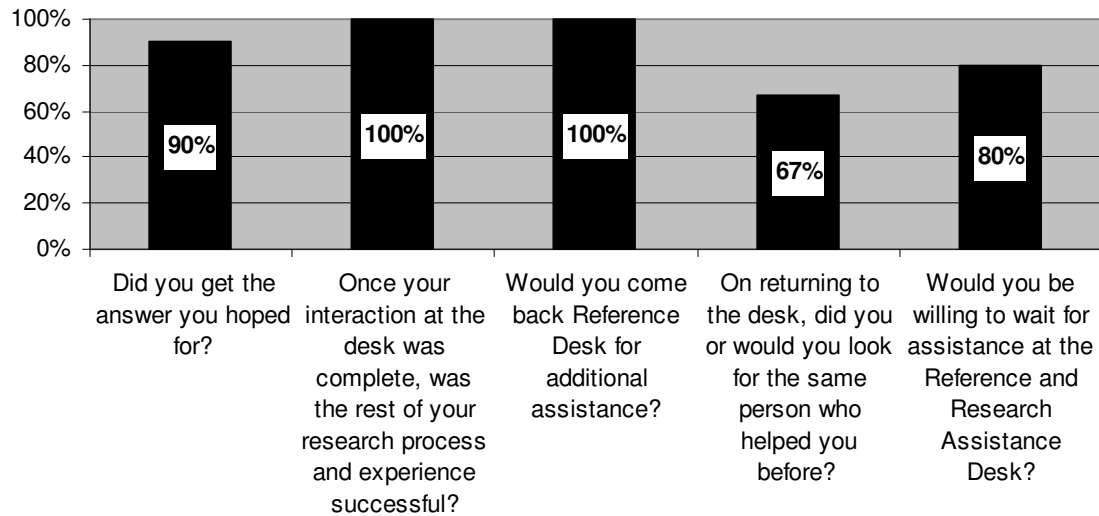 100%
80%
60%
40%
20%
0%
90%
100%
100%
67%
80%
Did you get the
answer you hoped
for?
Once your
interaction at the
desk was
complete, was
the rest of your
research process
and experience
successful?
Would you come
back Reference
Desk for
additional
assistance?
On returning to
the desk, did you
or would you look
for the same
person who
helped you
before?
Would you be
willing to wait for
assistance at the
Reference and
Research
Assistance
Desk?